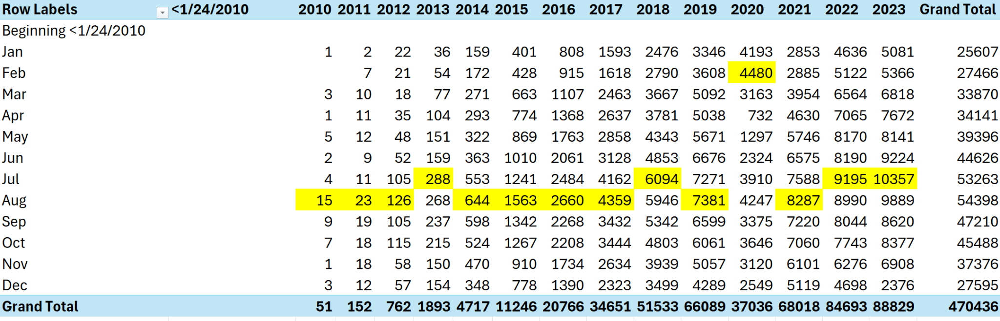 Row Labels <1/24/2010 2010 2011 2012 2013 2014 2015 2016 2017 2018 2019 2020 2021 2022 2023 Grand Total
Beginning <1/24/2010
Jan 1 2 22 36 159 401 808 1593 2476 3346 4193 2853 4636 5081 25607
Feb 7 21 54 172 428 915 1618 2790 3608 4480 2885 5122 5366 27466
Mar 3 10 18 77 271 663 1107 2463 3667 5092 3163 3954 6564 6818 33870
Apr 1 11 35 104 293 774 1368 2637 3781 5038 732 4630 7065 7672 34141
May 5 12 48 151 322 869 1763 2858 4343 5671 1297 5746 8170 8141 39396
Jun 2 9 52 159 363 1010 2061 3128 4853 6676 2324 6575 8190 9224 44626
Jul 4 11 105 288 553 1241 2484 4162 6094 7271 3910 7588 9195 10357 53263
Aug 15 23 126 268 644 1563 2660 4359 5946 7381 4247 8287 8990 9889 54398
Sep 9 19 105 237 598 1342 2268 3432 5342 6599 3375 7220 8044 8620 47210
Oct 7 18 115 215 524 1267 2208 3444 4803 6061 3646 7060 7743 8377 45488
Nov 1 18 58 150 470 910 1734 2634 3939 5057 3120 6101 6276 6908 37376
Dec 3 12 57 154 348 778 1390 2323 3499 4289 2549 5119 4698 2376 27595
Grand Total 51 152 762 1893 4717 11246 20766 34651 51533 66089 37036 68018 84693 88829 470436